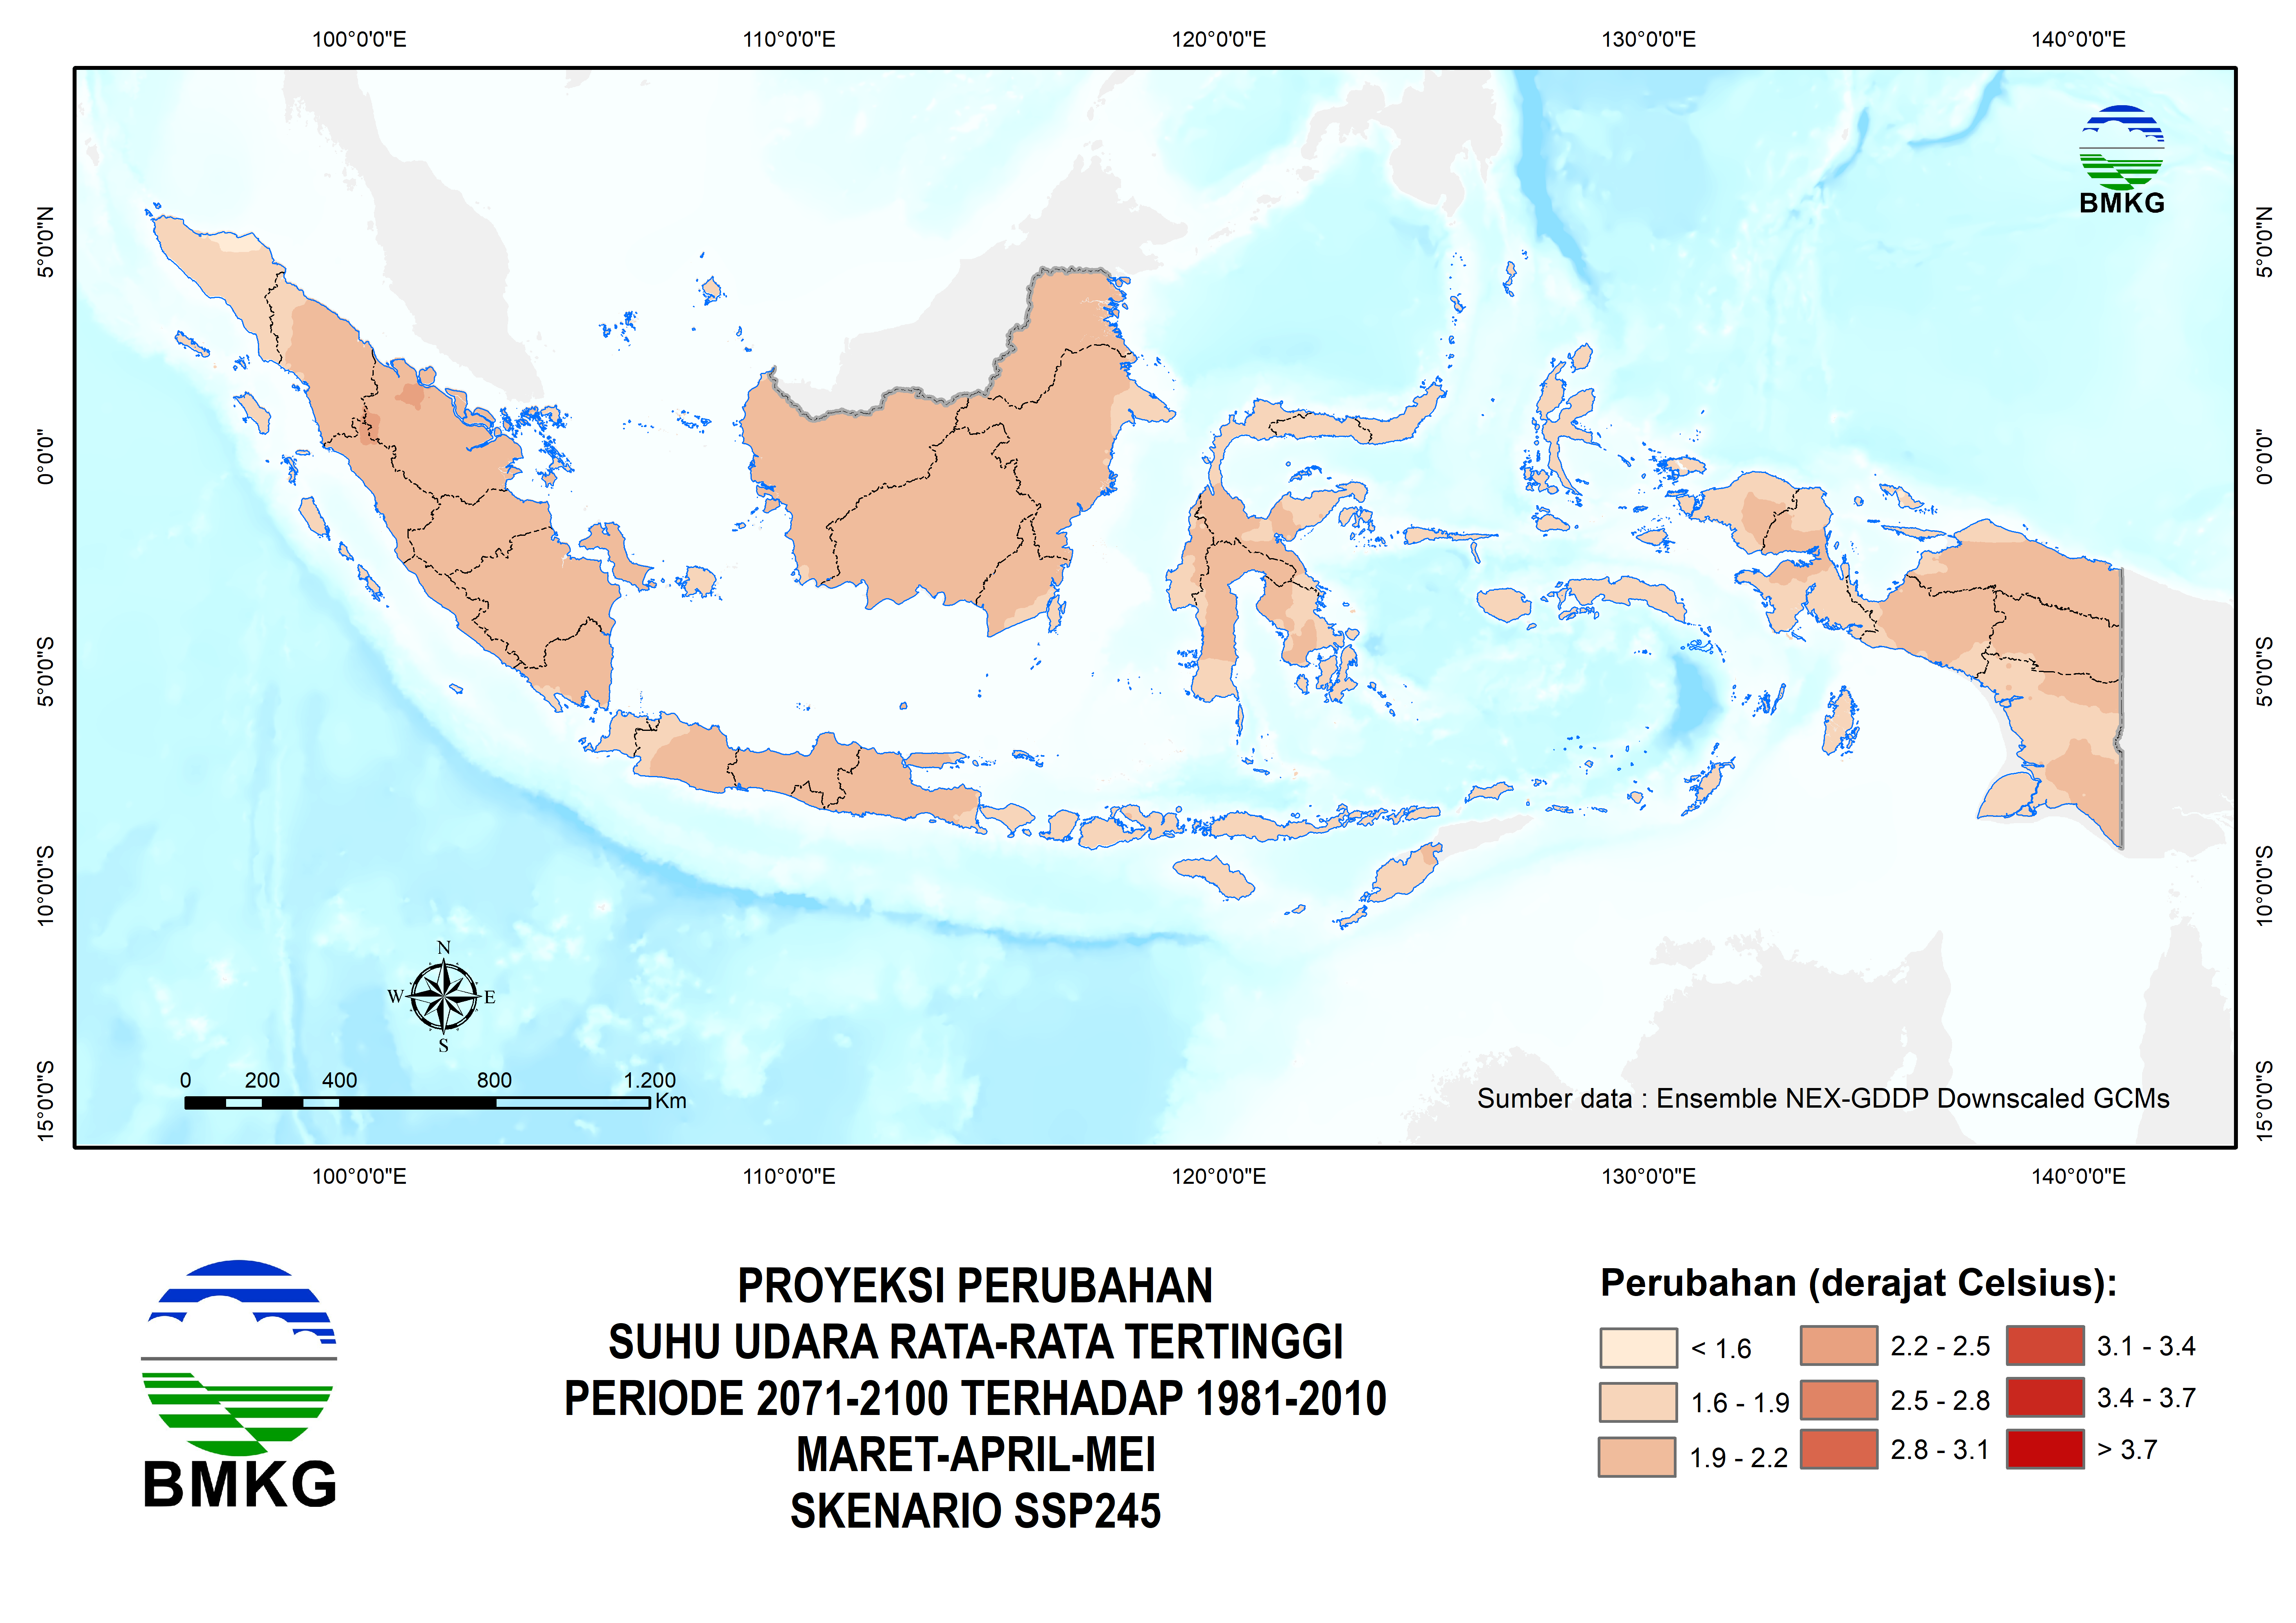 100°0'0"E 110°0'0"E 120°0'0"E 130°0'0"E 140°0'0"E
5°0'0"N
0°0'0"
5°0'0"S
10°0'0"S
15°0'0"S
BMKG
5°0'0"N
0°0'0"
5°0'0"S
10°0'0"S
15°0'0"S
N
W E
S
0 200 400 800 1.200
Km
Sumber data : Ensemble NEX-GDDP Downscaled GCMs
100°0'0"E 110°0'0"E 120°0'0"E 130°0'0"E 140°0'0"E
BMKG
PROYEKSI PERUBAHAN
SUHU UDARA RATA-RATA TERTINGGI
PERIODE 2071-2100 TERHADAP 1981-2010
MARET-APRIL-MEI
SKENARIO SSP245
Perubahan (derajat Celsius):
< 1.6
1.6 - 1.9
1.9 - 2.2
2.2 - 2.5
2.5 - 2.8
2.8 - 3.1
3.1 - 3.4
3.4 - 3.7
> 3.7